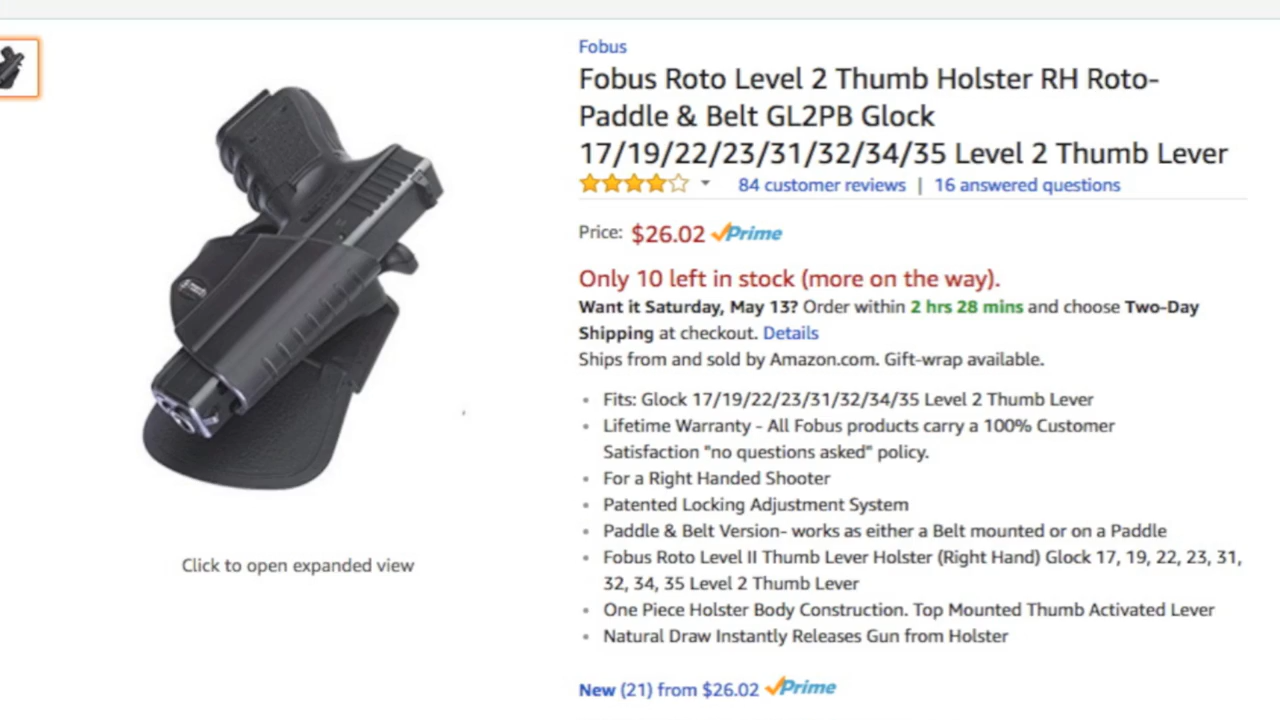 Fobus
Fobus Roto Level 2 Thumb Holster RH Roto-
Paddle & Belt GL2PB Glock
17/19/22/23/31/32/34/35 Level 2 Thumb Lever
84 customer reviews | 16 answered questions
Price: $26.02 Prime
Only 10 left in stock (more on the way).
Want it Saturday, May 13? Order within 2 hrs 28 mins and choose Two-Day
Shipping at checkout. Details
Ships from and sold by Amazon.com. Gift-wrap available.
• Fits: Glock 17/19/22/23/31/32/34/35 Level 2 Thumb Lever
• Lifetime Warranty - All Fobus products carry a 100% Customer
Satisfaction "no questions asked" policy.
• For a Right Handed Shooter
• Patented Locking Adjustment System
• Paddle & Belt Version- works as either a Belt mounted or on a Paddle
• Fobus Roto Level II Thumb Lever Holster (Right Hand) Glock 17, 19, 22, 23, 31,
32, 34, 35 Level 2 Thumb Lever
• One Piece Holster Body Construction. Top Mounted Thumb Activated Lever
• Natural Draw Instantly Releases Gun from Holster
New (21) from $26.02 Prime
Click to open expanded view